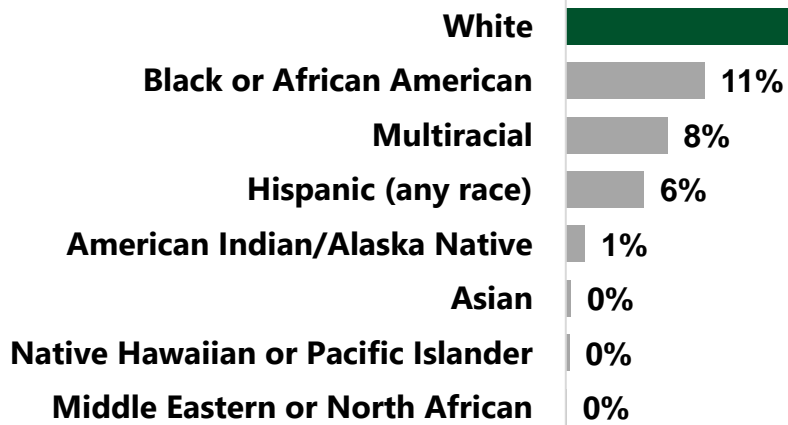 White
Black or African American 11%
Multiracial 8%
Hispanic (any race) 6%
American Indian/Alaska Native 1%
Asian 0%
Native Hawaiian or Pacific Islander 0%
Middle Eastern or North African 0%